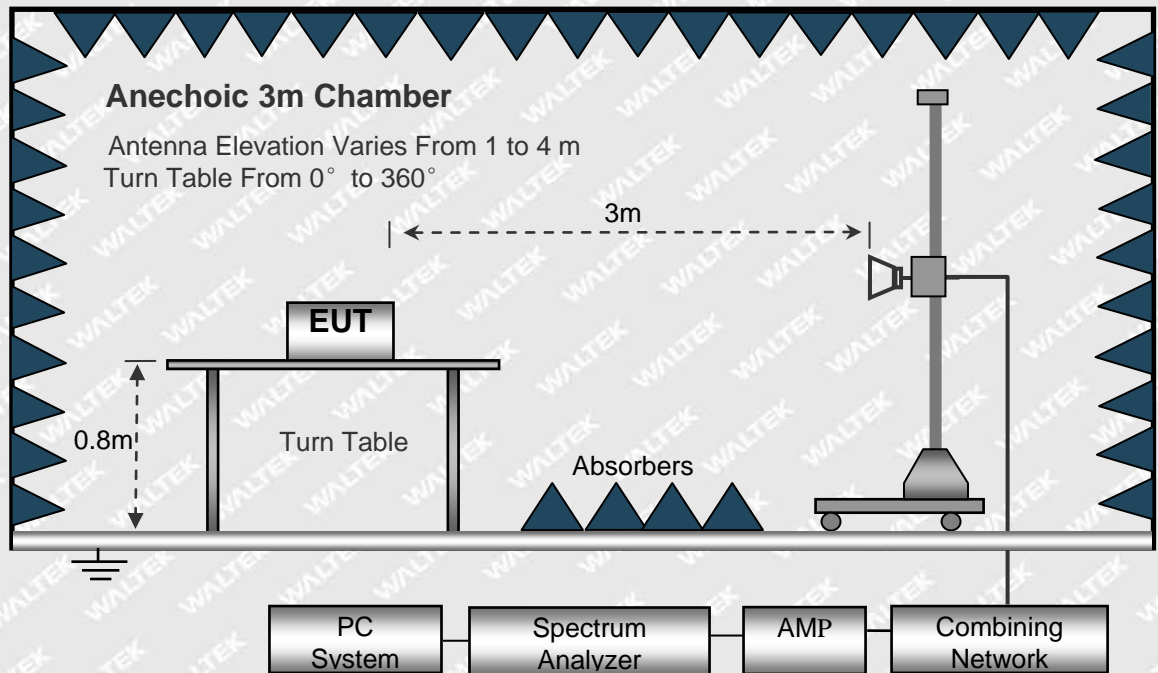 Anechoic 3m Chamber
Antenna Elevation Varies From 1 to 4 m
Turn Table From 0° to 360°
3m
EUT
0.8m
Turn Table
Absorbers
PC
System
Spectrum
Analyzer
AMP
Combining
Network
WALTEK